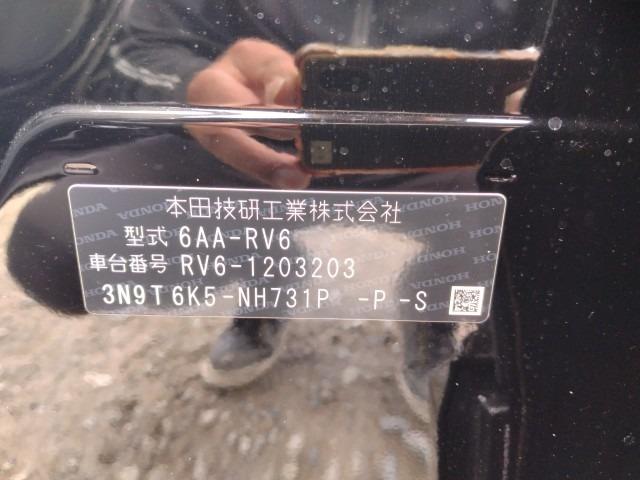 本田技研工業株式会社
型式 6AA-RV6
車台番号 RV6-1203203
3N9T6K5-NH731P -P-S